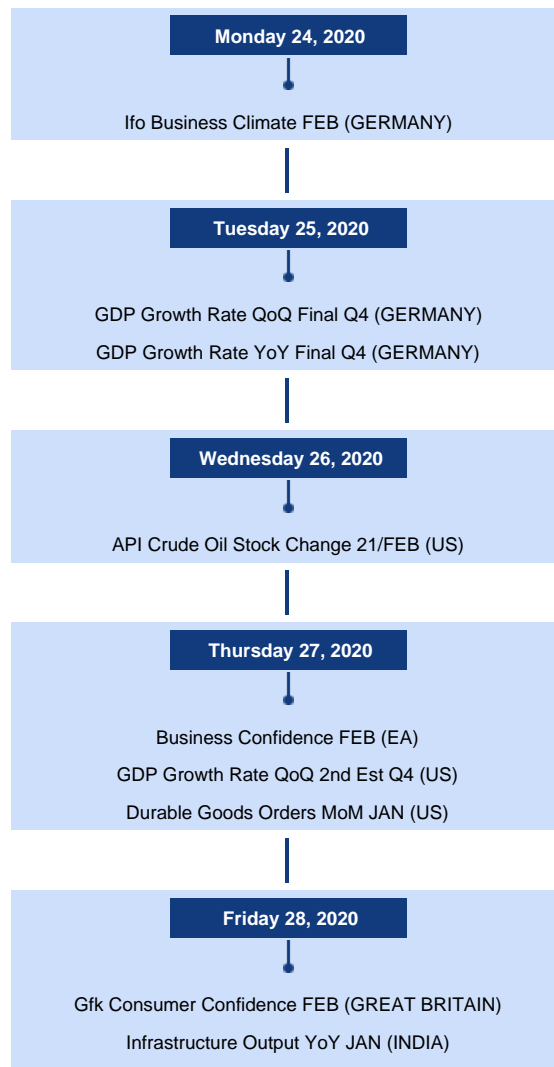 Monday 24, 2020
Ifo Business Climate FEB (GERMANY)
Tuesday 25, 2020
GDP Growth Rate QoQ Final Q4 (GERMANY)
GDP Growth Rate YoY Final Q4 (GERMANY)
Wednesday 26, 2020
API Crude Oil Stock Change 21/FEB (US)
Thursday 27, 2020
Business Confidence FEB (EA)
GDP Growth Rate QoQ 2nd Est Q4 (US)
Durable Goods Orders MoM JAN (US)
Friday 28, 2020
Gfk Consumer Confidence FEB (GREAT BRITAIN)
Infrastructure Output YoY JAN (INDIA)